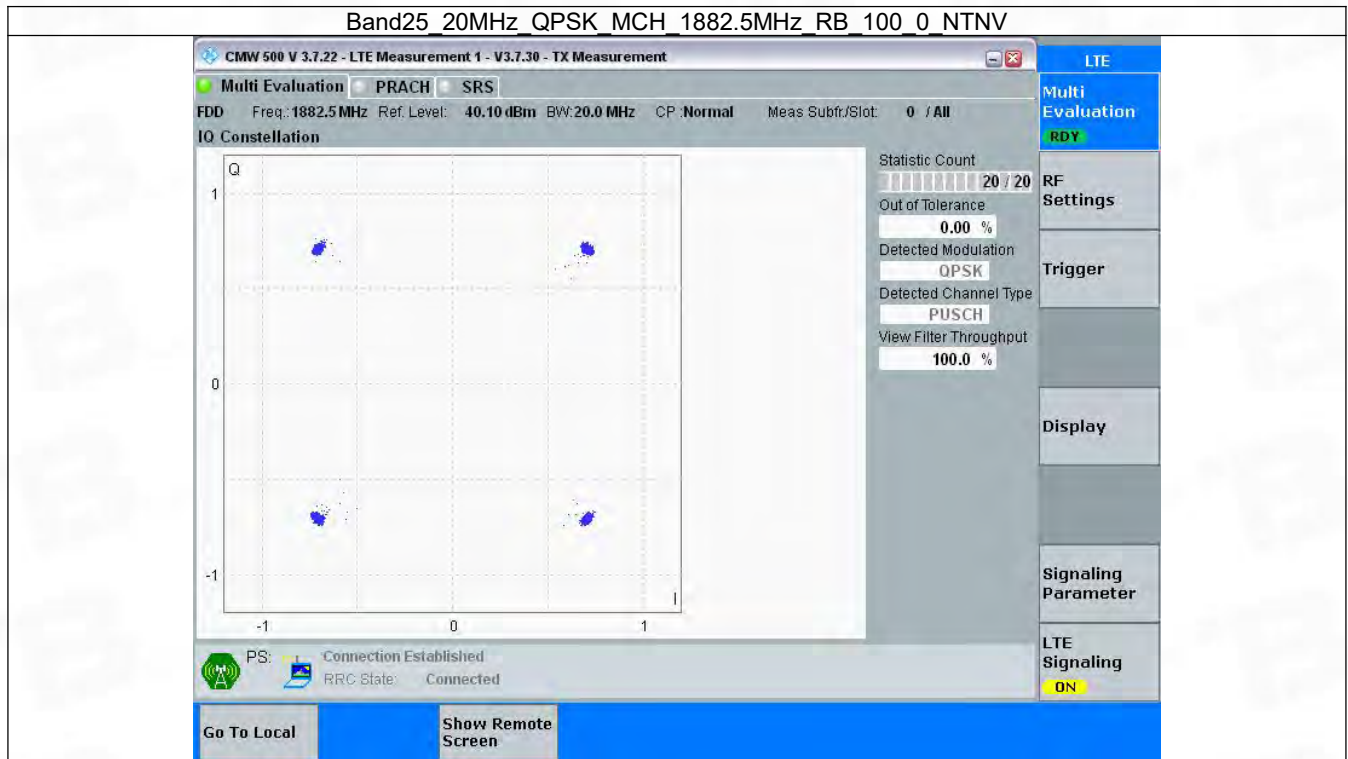 Band25_20MHz_QPSK_MCH_1882.5MHz_RB_100_0_NTNV
CMW 500 V 3.7.22 - LTE Measurement 1 - V3.7.30 - TX Measurement
LTE
Multi Evaluation PRACH SRS
FDD Freq.: 1882.5 MHz Ref. Level: 40.10 dBm BW: 20.0 MHz CP : Normal Meas Subfr./Slot: 0 / All
IQ Constellation
Q
1
0
-1
I
-1 0 1
Statistic Count
20 / 20
Out of Tolerance
0.00 %
Detected Modulation
QPSK
Detected Channel Type
PUSCH
View Filter Throughput
100.0 %
Multi
Evaluation
RDY
RF
Settings
Trigger
Display
Signaling
Parameter
LTE
Signaling
ON
PS: Connection Established
RRC State: Connected
Go To Local
Show Remote
Screen